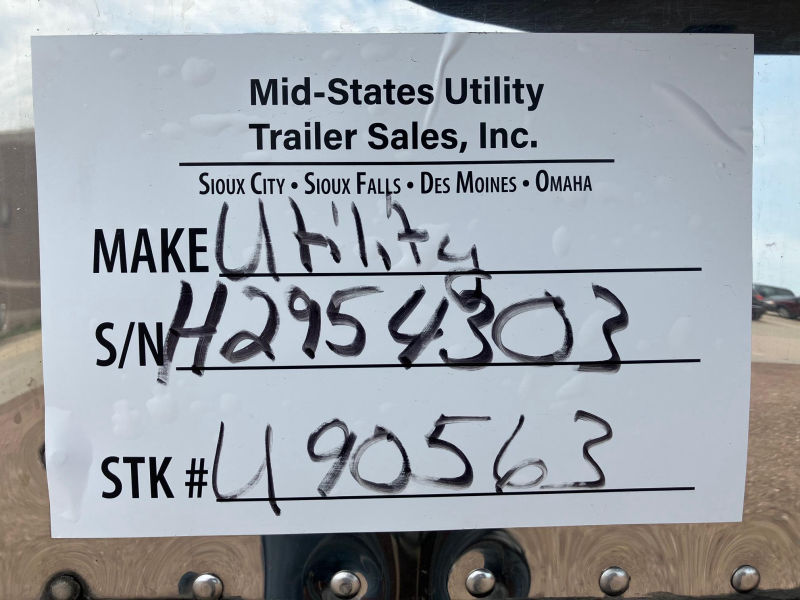 Mid-States Utility
Trailer Sales, Inc.
Sioux City • Sioux Falls • Des Moines • Omaha
MAKE Utility
S/N H2954303
STK # U90563